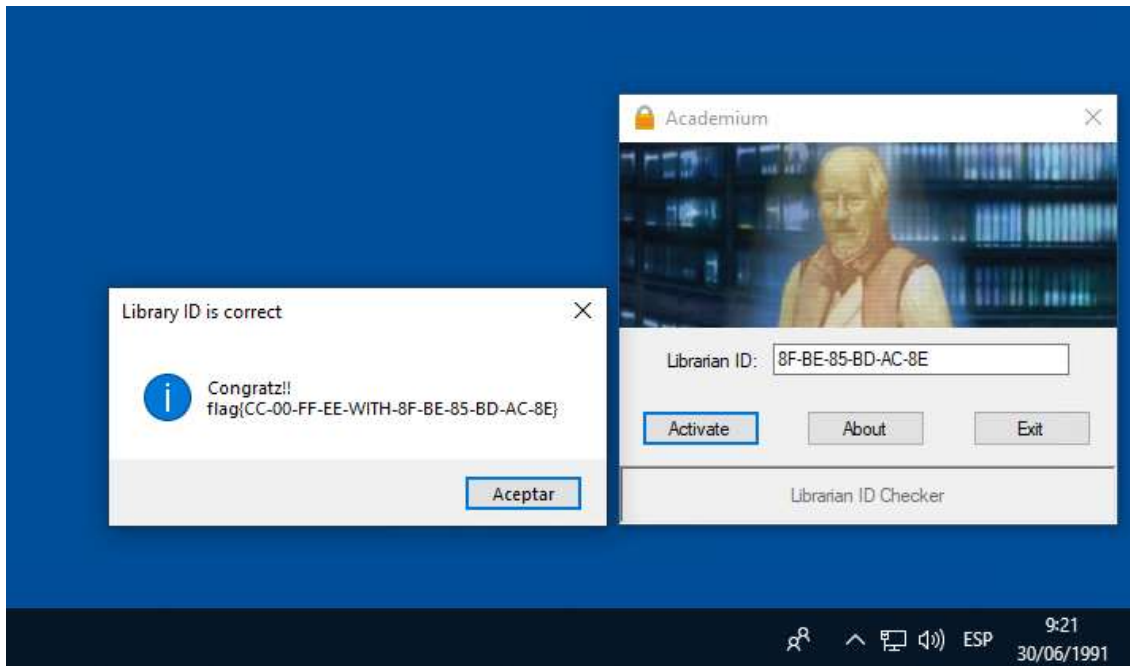 Academium
Library ID is correct
Congratz!!
flag{CC-00-FF-EE-WITH-8F-BE-85-BD-AC-8E}
Aceptar
Librarian ID: 8F-BE-85-BD-AC-8E
Activate About Exit
Librarian ID Checker
ESP
9:21
30/06/1991